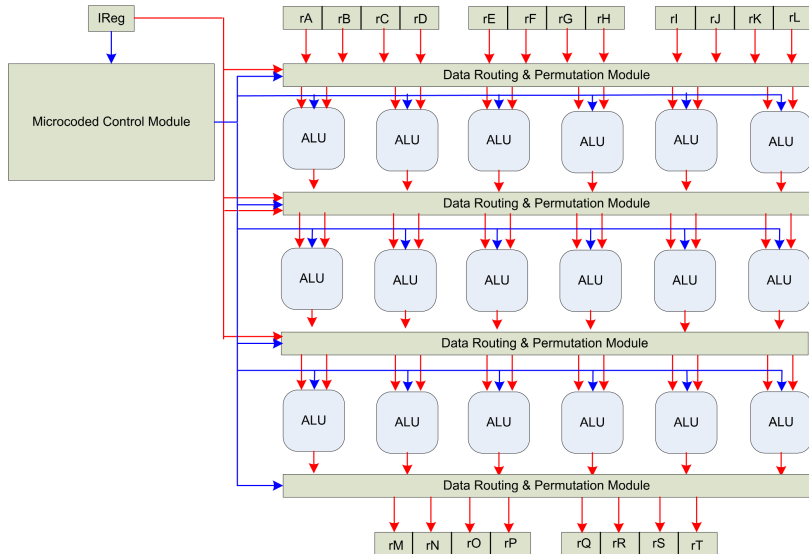 IReg
rA rB rC rD rE rF rG rH rI rJ rK rL
Data Routing & Permutation Module
Microcoded Control Module
ALU ALU ALU ALU ALU ALU
Data Routing & Permutation Module
ALU ALU ALU ALU ALU ALU
Data Routing & Permutation Module
ALU ALU ALU ALU ALU ALU
Data Routing & Permutation Module
rM rN rO rP rQ rR rS rT